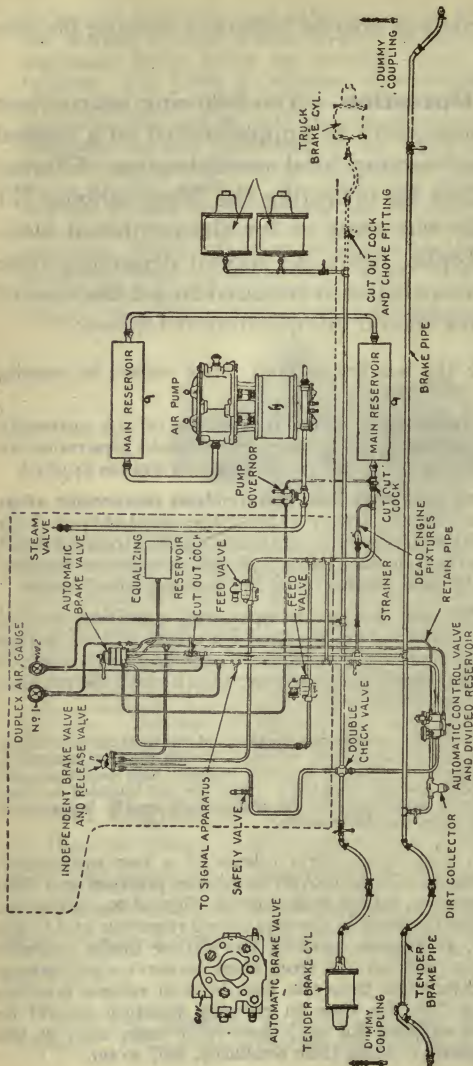 DUMMY
COUPLING
TRUCK
BRAKE CYL.
CUT OUT COCK
AND CHOKE FITTING
BRAKE PIPE
MAIN RESERVOIR
AIR PUMP
MAIN RESERVOIR
PUMP
GOVERNOR
CUT OUT
COCK
DEAD ENGINE
FIXTURES
STRAINER
RETAIN PIPE
STEAM
VALVE
AUTOMATIC
BRAKE VALVE
EQUALIZING
RESERVOIR
CUT OUT COCK
FEED VALVE
FEED
VALVE
DUPLEX AIR GAUGE
Nº 1
Nº 2
INDEPENDENT BRAKE VALVE
AND RELEASE VALVE
TO SIGNAL APPARATUS
SAFETY VALVE
DOUBLE
CHECK VALVE
AUTOMATIC CONTROL VALVE
AND DIVIDED RESERVOIR
DIRT COLLECTOR
AUTOMATIC BRAKE VALVE
TENDER BRAKE CYL
DUMMY
COUPLING
TENDER
BRAKE PIPE